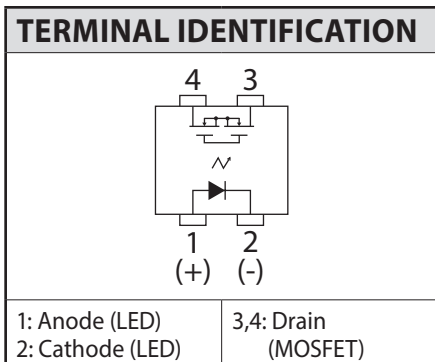 TERMINAL IDENTIFICATION
4 3
1 2
(+) (-)
1: Anode (LED)
2: Cathode (LED)
3,4: Drain
(MOSFET)